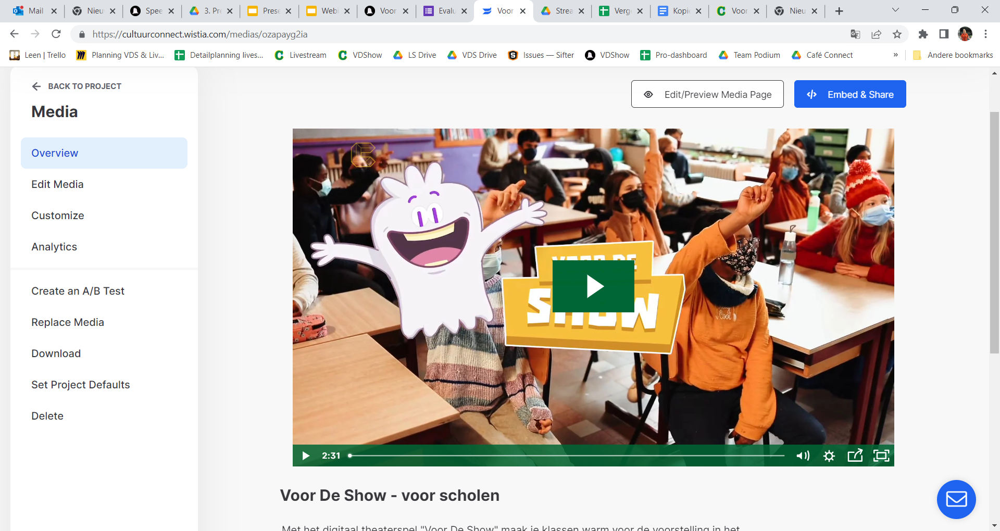 Mail
Nieu
Spee
3. Pr
Prese
Webi
Voor
Evalu
Voor
Strea
Verg
Kopi
Voor
Nieu
https://cultuurconnect.wistia.com/medias/ozapayg2ia
Leen | Trello
Planning VDS & Liv...
Detailplanning lives...
Livestream
VDShow
LS Drive
VDS Drive
Issues — Sifter
VDShow
Pro-dashboard
Team Podium
Café Connect
»
Andere bookmarks
BACK TO PROJECT
Media
Overview
Edit Media
Customize
Analytics
Create an A/B Test
Replace Media
Download
Set Project Defaults
Delete
Edit/Preview Media Page
</> Embed & Share
VOOR DE
SHOW
Cool
2:31
Voor De Show - voor scholen
Met het digitaal theaterspel "Voor De Show" maak je klassen warm voor de voorstelling in het